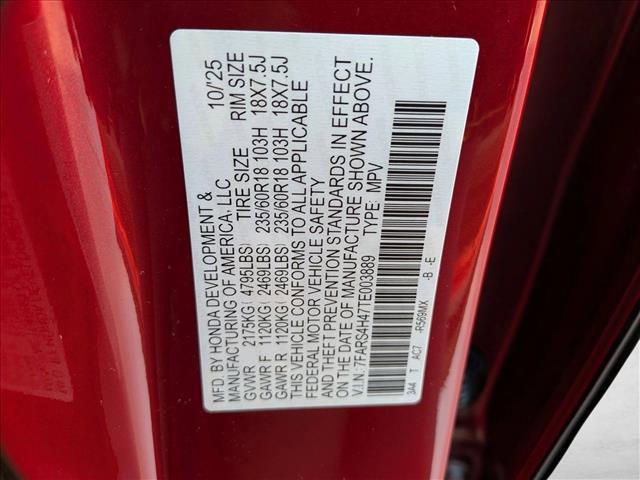 MFD. BY HONDA DEVELOPMENT & 10/25
MANUFACTURING OF AMERICA, LLC
GVWR 2175KG( 4795LBS) TIRE SIZE RIM SIZE
GAWR F 1120KG( 2469LBS) 235/60R18 103H 18X7.5J
GAWR R 1120KG( 2469LBS) 235/60R18 103H 18X7.5J
THIS VEHICLE CONFORMS TO ALL APPLICABLE
FEDERAL MOTOR VEHICLE SAFETY
AND THEFT PREVENTION STANDARDS IN EFFECT
ON THE DATE OF MANUFACTURE SHOWN ABOVE.
V.I.N.:7FARS4H47TE003889 TYPE: MPV
3A4 T AC7 -R569MX -B -E